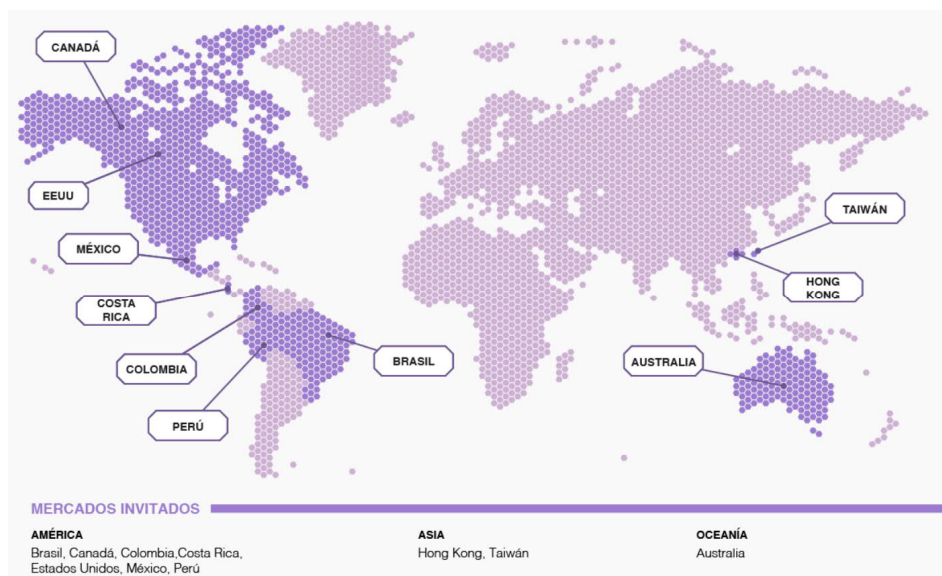 CANADÁ
EEUU
MÉXICO
COSTA
RICA
COLOMBIA
PERÚ
BRASIL
TAIWÁN
HONG
KONG
AUSTRALIA
MERCADOS INVITADOS
AMÉRICA
Brasil, Canadá, Colombia,Costa Rica,
Estados Unidos, México, Perú
ASIA
Hong Kong, Taiwán
OCEANÍA
Australia